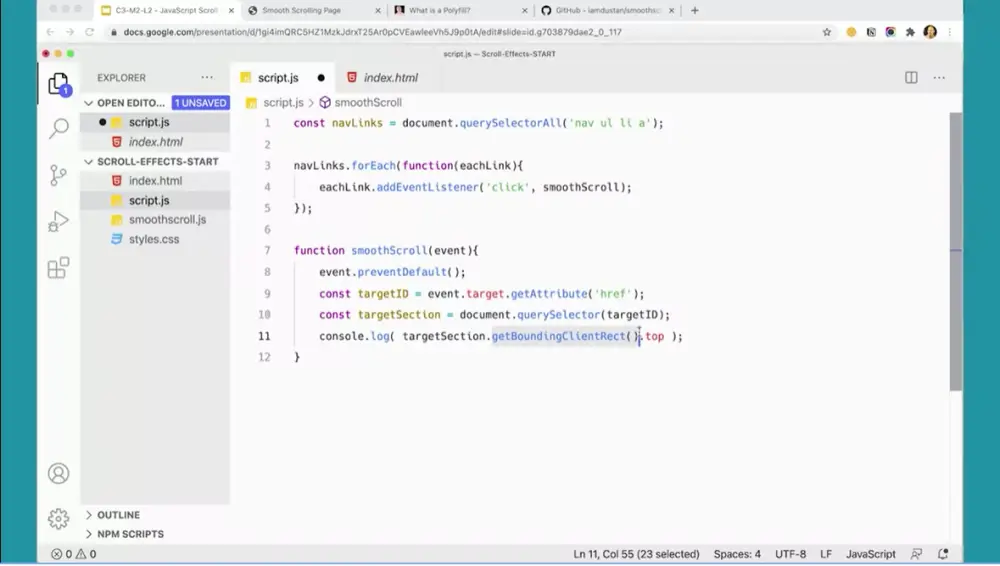 C3-M2-L2 - JavaScript Scroll
Smooth Scrolling Page
What is a Polyfill?
GitHub - iamdustan/smoothsc
docs.google.com/presentation/d/1gi4imQRC5HZ1MzkJdrxT25Ar0pCVEawleeVh5J9p0tA/edit#slide=id.g703879dae2_0_117
script.js — Scroll-Effects-START
EXPLORER
OPEN EDITO...
1 UNSAVED
script.js
index.html
SCROLL-EFFECTS-START
index.html
script.js
smoothscroll.js
styles.css
OUTLINE
NPM SCRIPTS
1
script.js
index.html
script.js > smoothScroll
1 const navLinks = document.querySelectorAll('nav ul li a');
2
3 navLinks.forEach(function(eachLink){
4 eachLink.addEventListener('click', smoothScroll);
5 });
6
7 function smoothScroll(event){
8 event.preventDefault();
9 const targetID = event.target.getAttribute('href');
10 const targetSection = document.querySelector(targetID);
11 console.log( targetSection.getBoundingClientRect().top );
12 }
0 0
Ln 11, Col 55 (23 selected)
Spaces: 4
UTF-8
LF
JavaScript